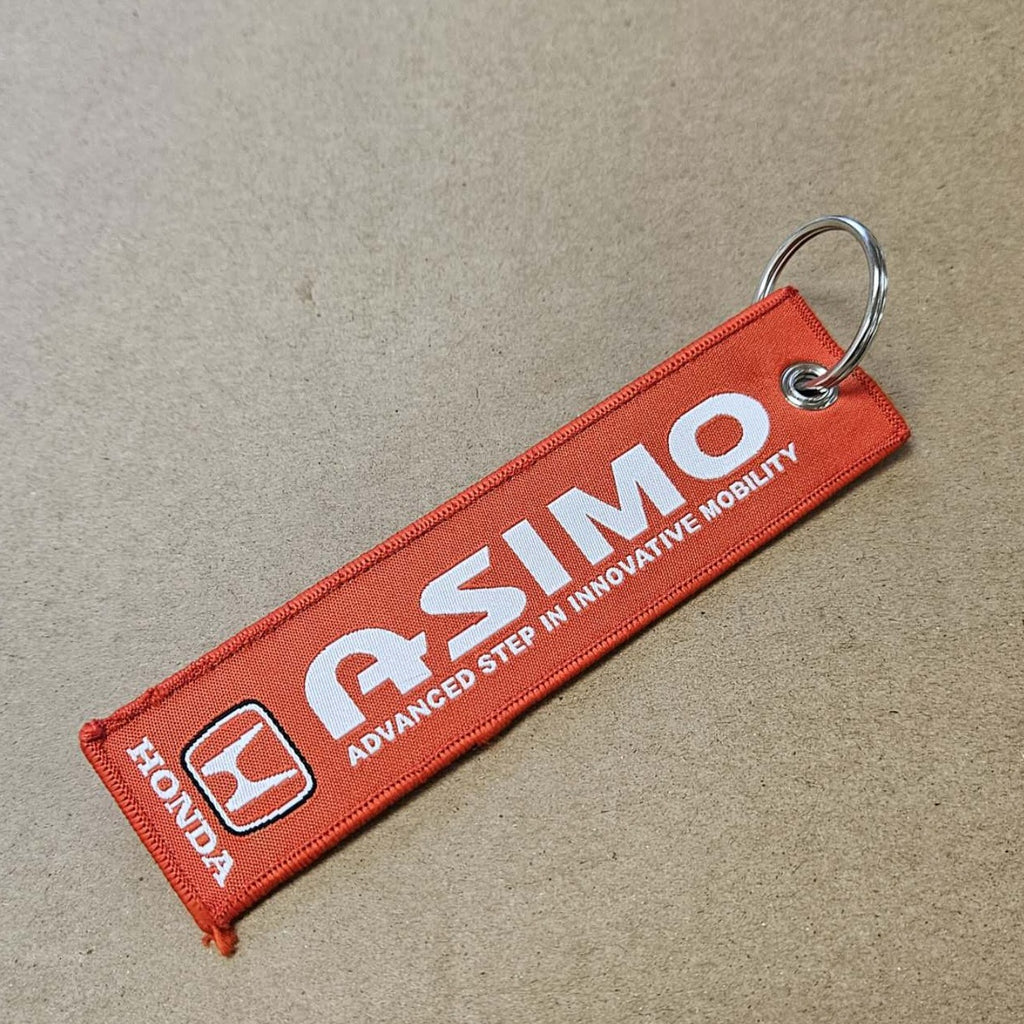 ASIMO
ADVANCED STEP IN INNOVATIVE MOBILITY
HONDA